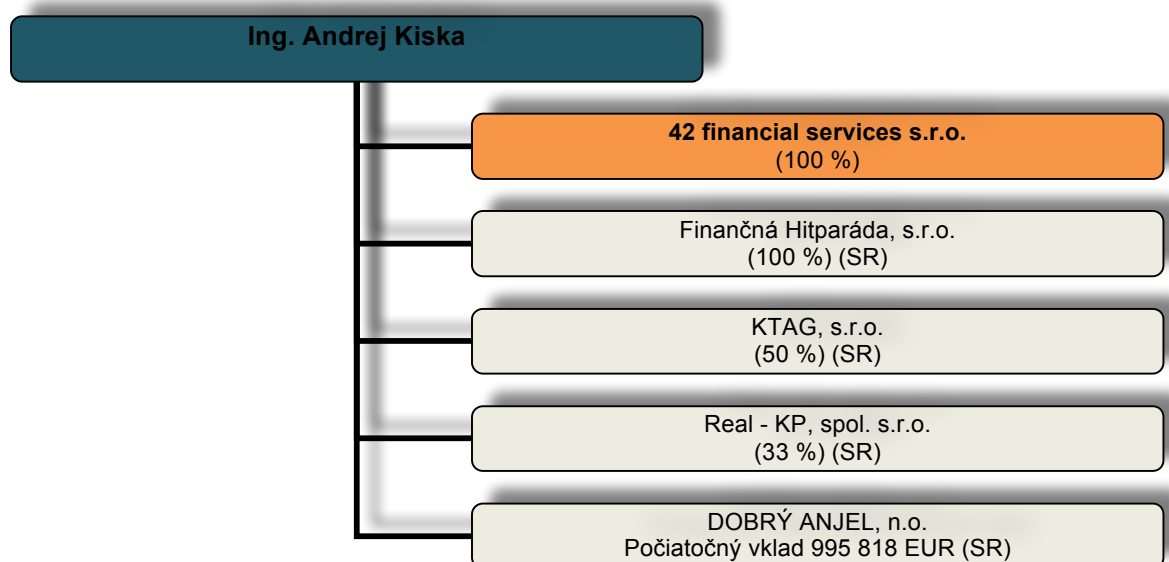 Ing. Andrej Kiska
42 financial services s.r.o.
(100 %)
Finančná Hitparáda, s.r.o.
(100 %) (SR)
KTAG, s.r.o.
(50 %) (SR)
Real - KP, spol. s.r.o.
(33 %) (SR)
DOBRÝ ANJEL, n.o.
Počiatočný vklad 995 818 EUR (SR)